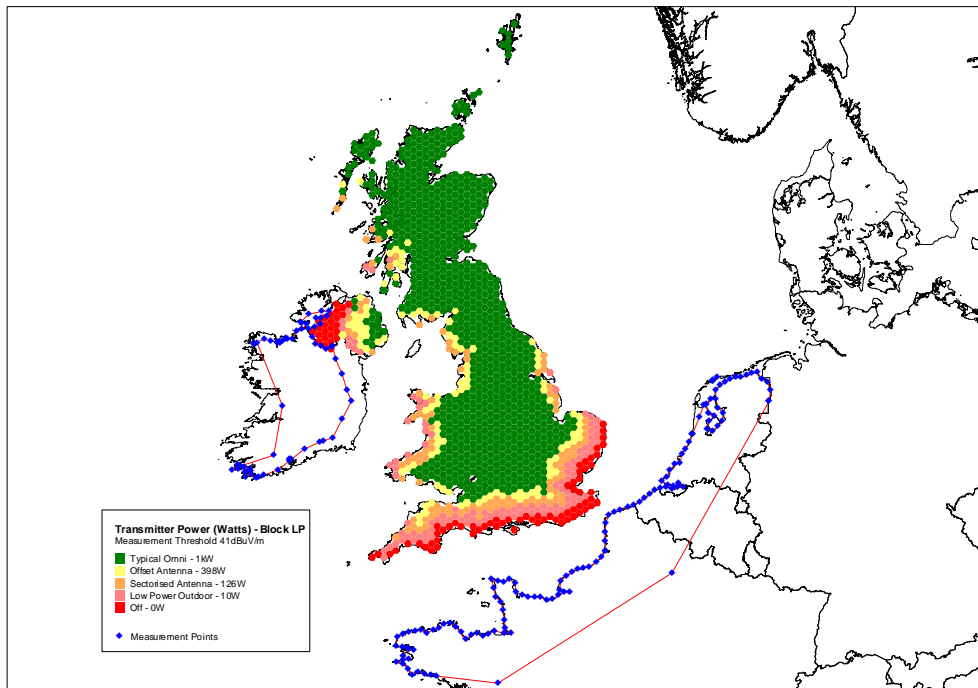 Transmitter Power (Watts) - Block LP
Measurement Threshold 41dBuV/m
Typical Omni - 1kW
Offset Antenna - 398W
Sectorised Antenna - 126W
Low Power Outdoor - 10W
Off - 0W
Measurement Points